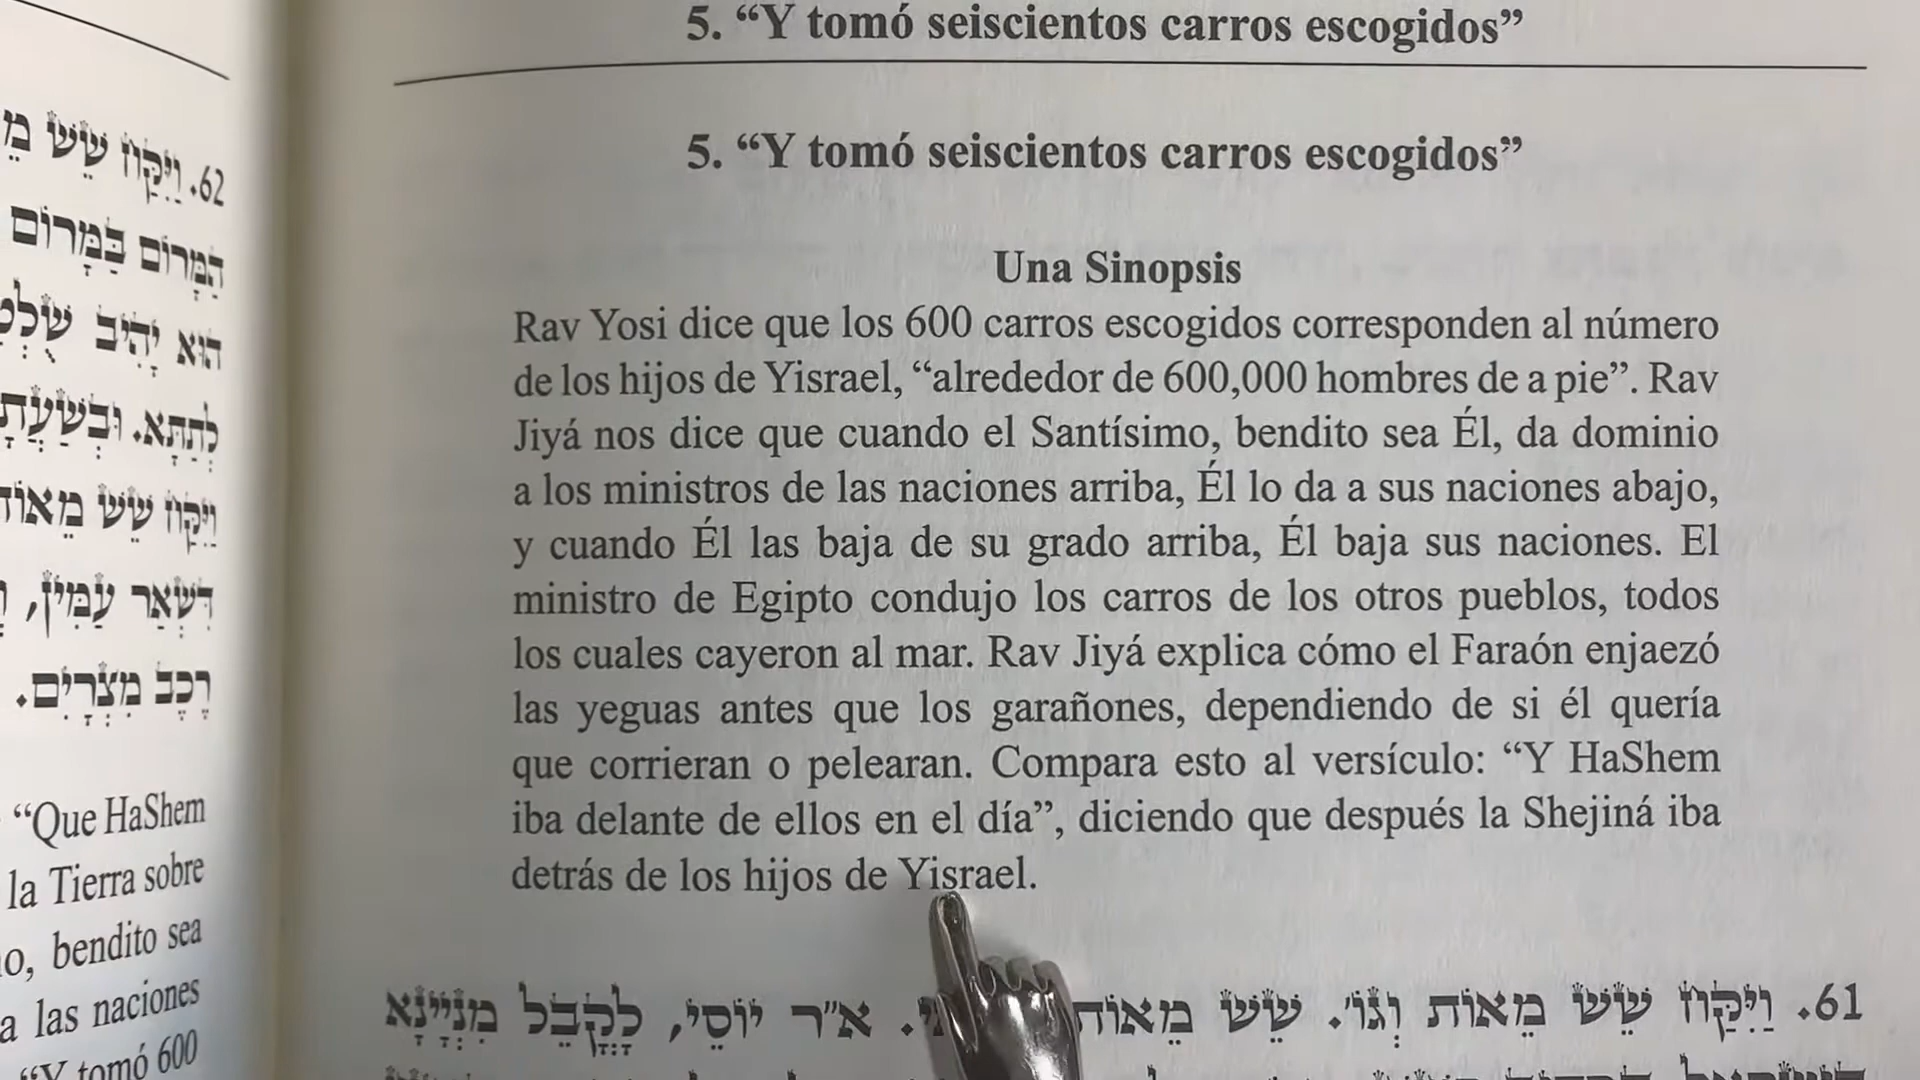 5. “Y tomó seiscientos carros escogidos”
5. “Y tomó seiscientos carros escogidos”
Una Sinopsis
Rav Yosi dice que los 600 carros escogidos corresponden al número
de los hijos de Yisrael, “alrededor de 600,000 hombres de a pie”. Rav
Jiyá nos dice que cuando el Santísimo, bendito sea Él, da dominio
a los ministros de las naciones arriba, Él lo da a sus naciones abajo,
y cuando Él las baja de su grado arriba, Él baja sus naciones. El
ministro de Egipto condujo los carros de los otros pueblos, todos
los cuales cayeron al mar. Rav Jiyá explica cómo el Faraón enjaezó
las yeguas antes que los garañones, dependiendo de si él quería
que corrieran o pelearan. Compara esto al versículo: “Y HaShem
iba delante de ellos en el día”, diciendo que después la Shejiná iba
detrás de los hijos de Yisrael.
61. וַיִּקַּח שֵׁשׁ מֵאוֹת וְגוֹ'. שֵׁשׁ מֵאוֹת א"ר יוֹסֵי, לָקֳבֵל מִנְיָינָא
62. וַיִּקַּח שֵׁשׁ
הַמָּרוֹם בַּמָּרוֹם
הוּא יָהִיב
לְתַתָּא. וּבְשַׁעֲתָא
וַיִּקַּח שֵׁשׁ מֵאוֹת
דִּשְׁאַר עַמִּין,
רֶכֶב מִצְרָיִם.
“Que HaShem
la Tierra sobre
bendito sea
a las naciones
“Y tomó 600